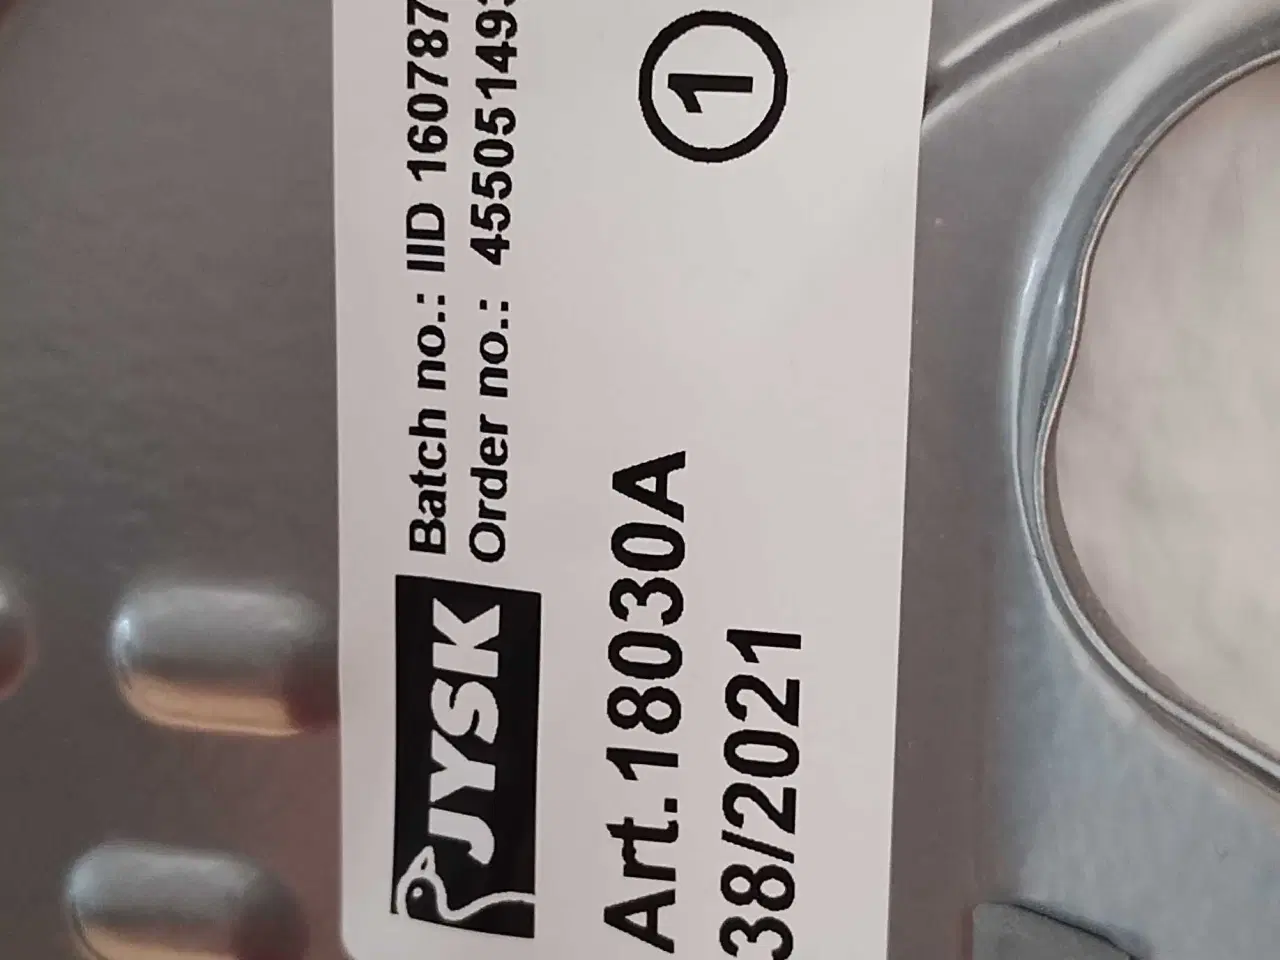 JYSK
Batch no.: IID 160787
Order no.: 455051493
Art.18030A
38/2021
1